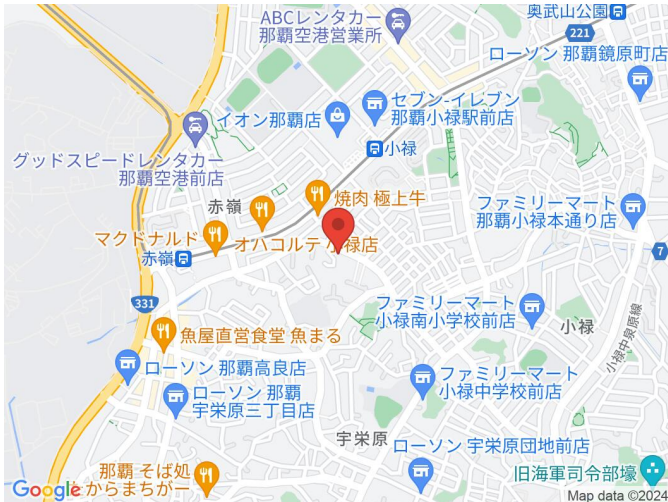 奥武山公園
ABCレンタカー
那覇空港営業所
221
ローソン 那覇鏡原町店
セブン-イレブン
那覇小禄駅前店
イオン那覇店
小禄
グッドスピードレンタカー
那覇空港前店
焼肉 極上牛
赤嶺
ファミリーマート
那覇小禄本通り店
マクドナルド
オハコルテ 小禄店
赤嶺
7
331
ファミリーマート
小禄南小学校前店
小禄
小禄中泉原線
魚屋直営食堂 魚まる
ローソン 那覇高良店
ファミリーマート
小禄中学校前店
ローソン 那覇
宇栄原三丁目店
宇栄原
ローソン 宇栄原団地前店
那覇 そば処
からまちがー
旧海軍司令部壕
Google
Map data ©2024